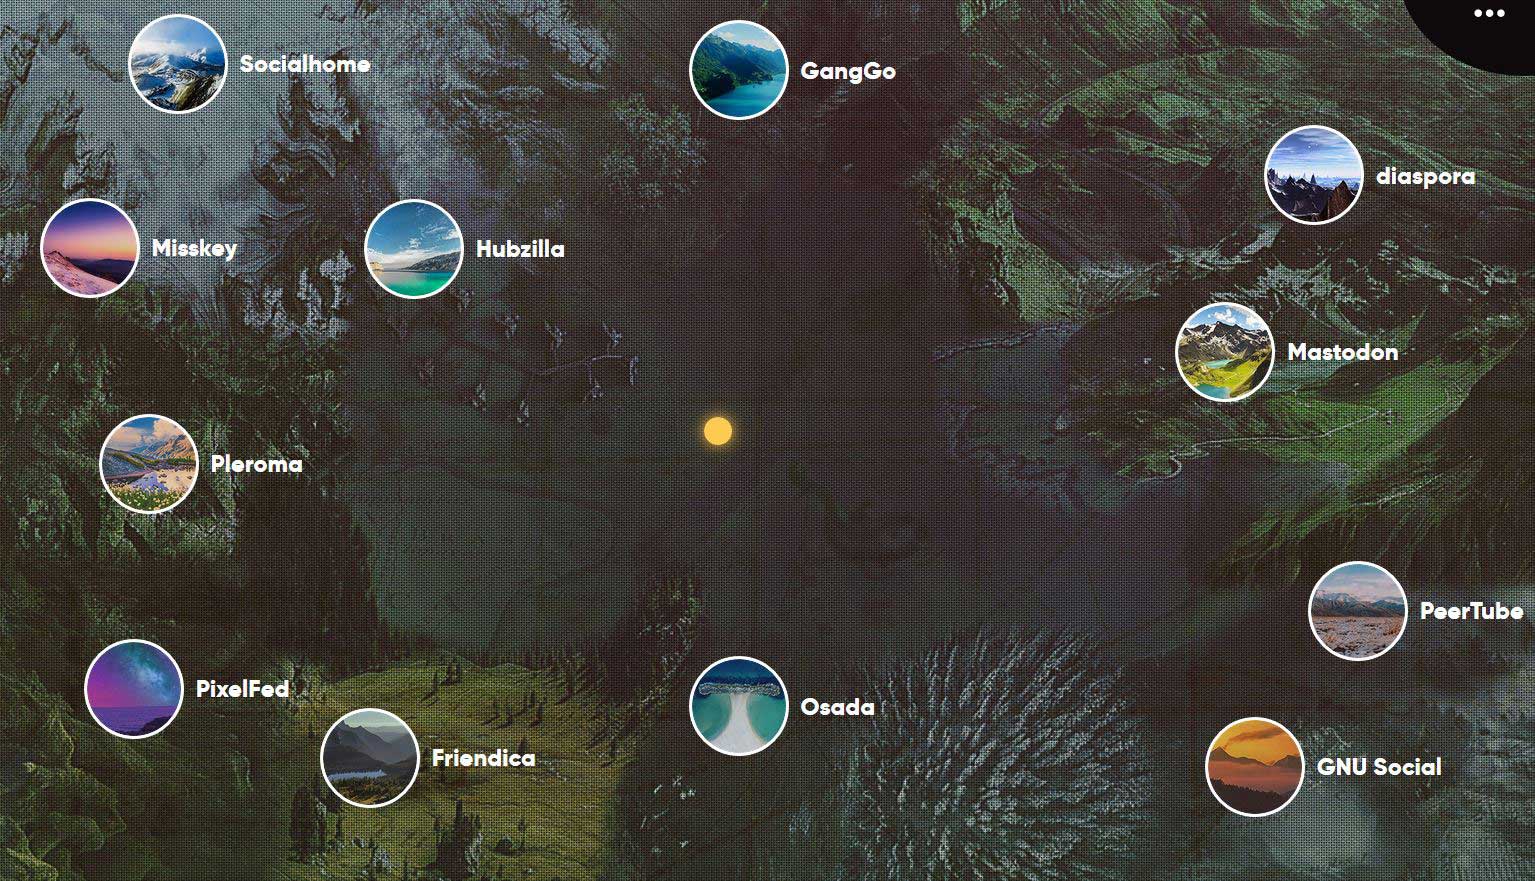 Socialhome
GangGo
diaspora
Misskey
Hubzilla
Mastodon
Pleroma
PeerTube
PixelFed
Osada
Friendica
GNU Social